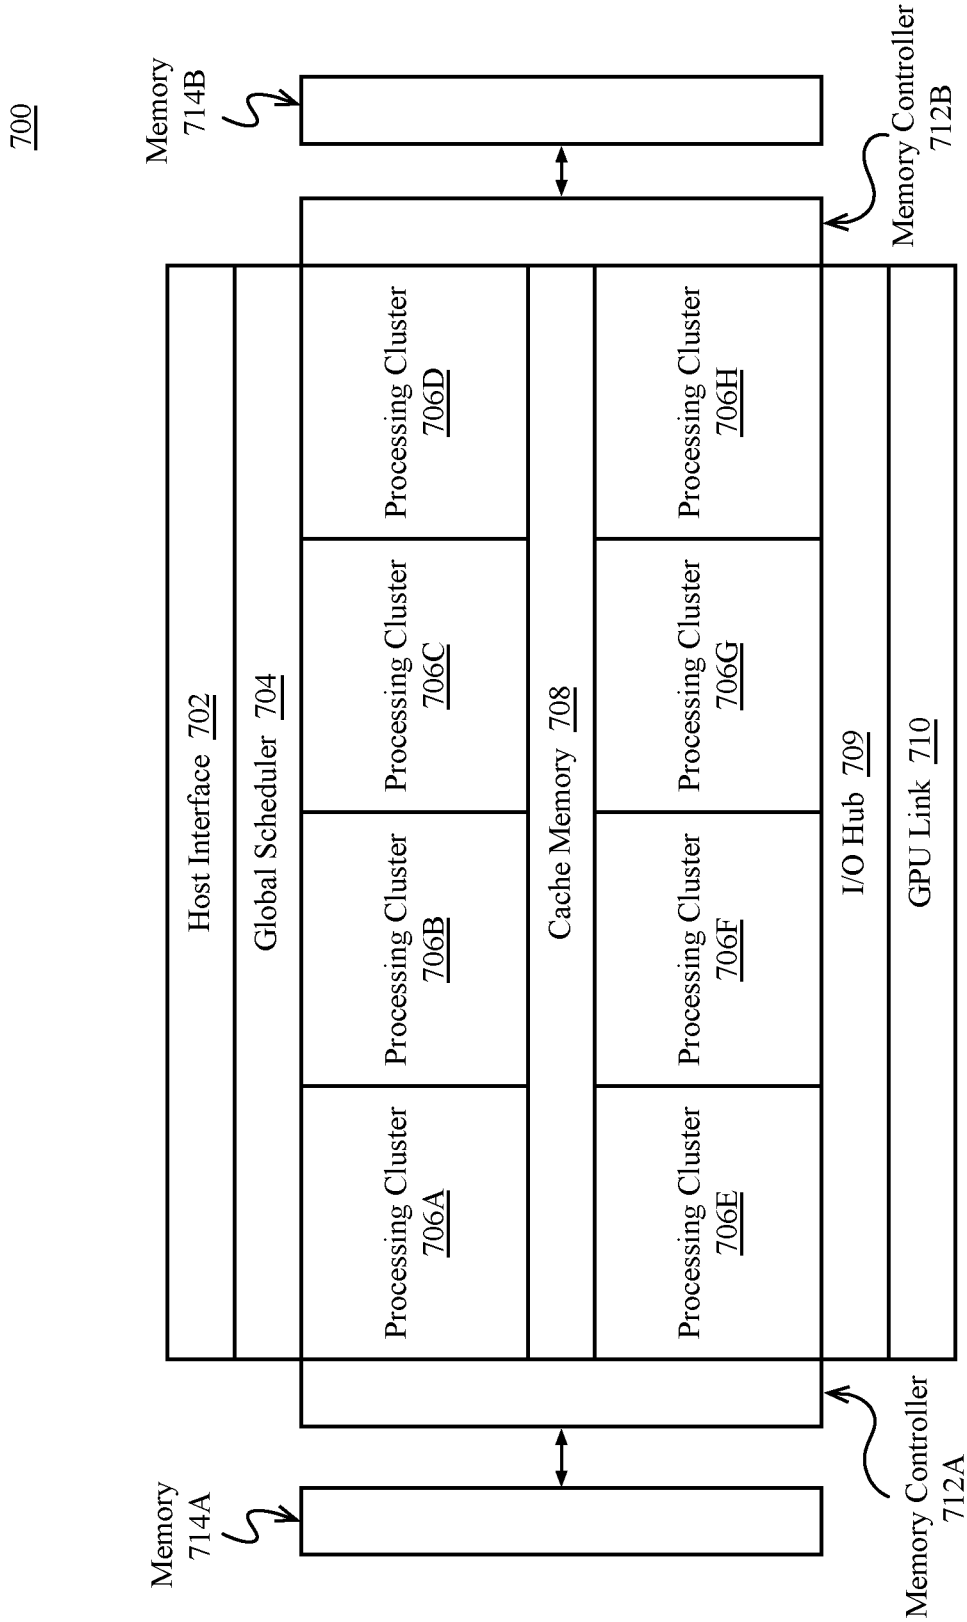 700
Memory
714A
Memory
714B
Host Interface 702
Global Scheduler 704
Processing Cluster
706A
Processing Cluster
706B
Processing Cluster
706C
Processing Cluster
706D
Cache Memory 708
Processing Cluster
706E
Processing Cluster
706F
Processing Cluster
706G
Processing Cluster
706H
I/O Hub 709
GPU Link 710
Memory Controller
712A
Memory Controller
712B